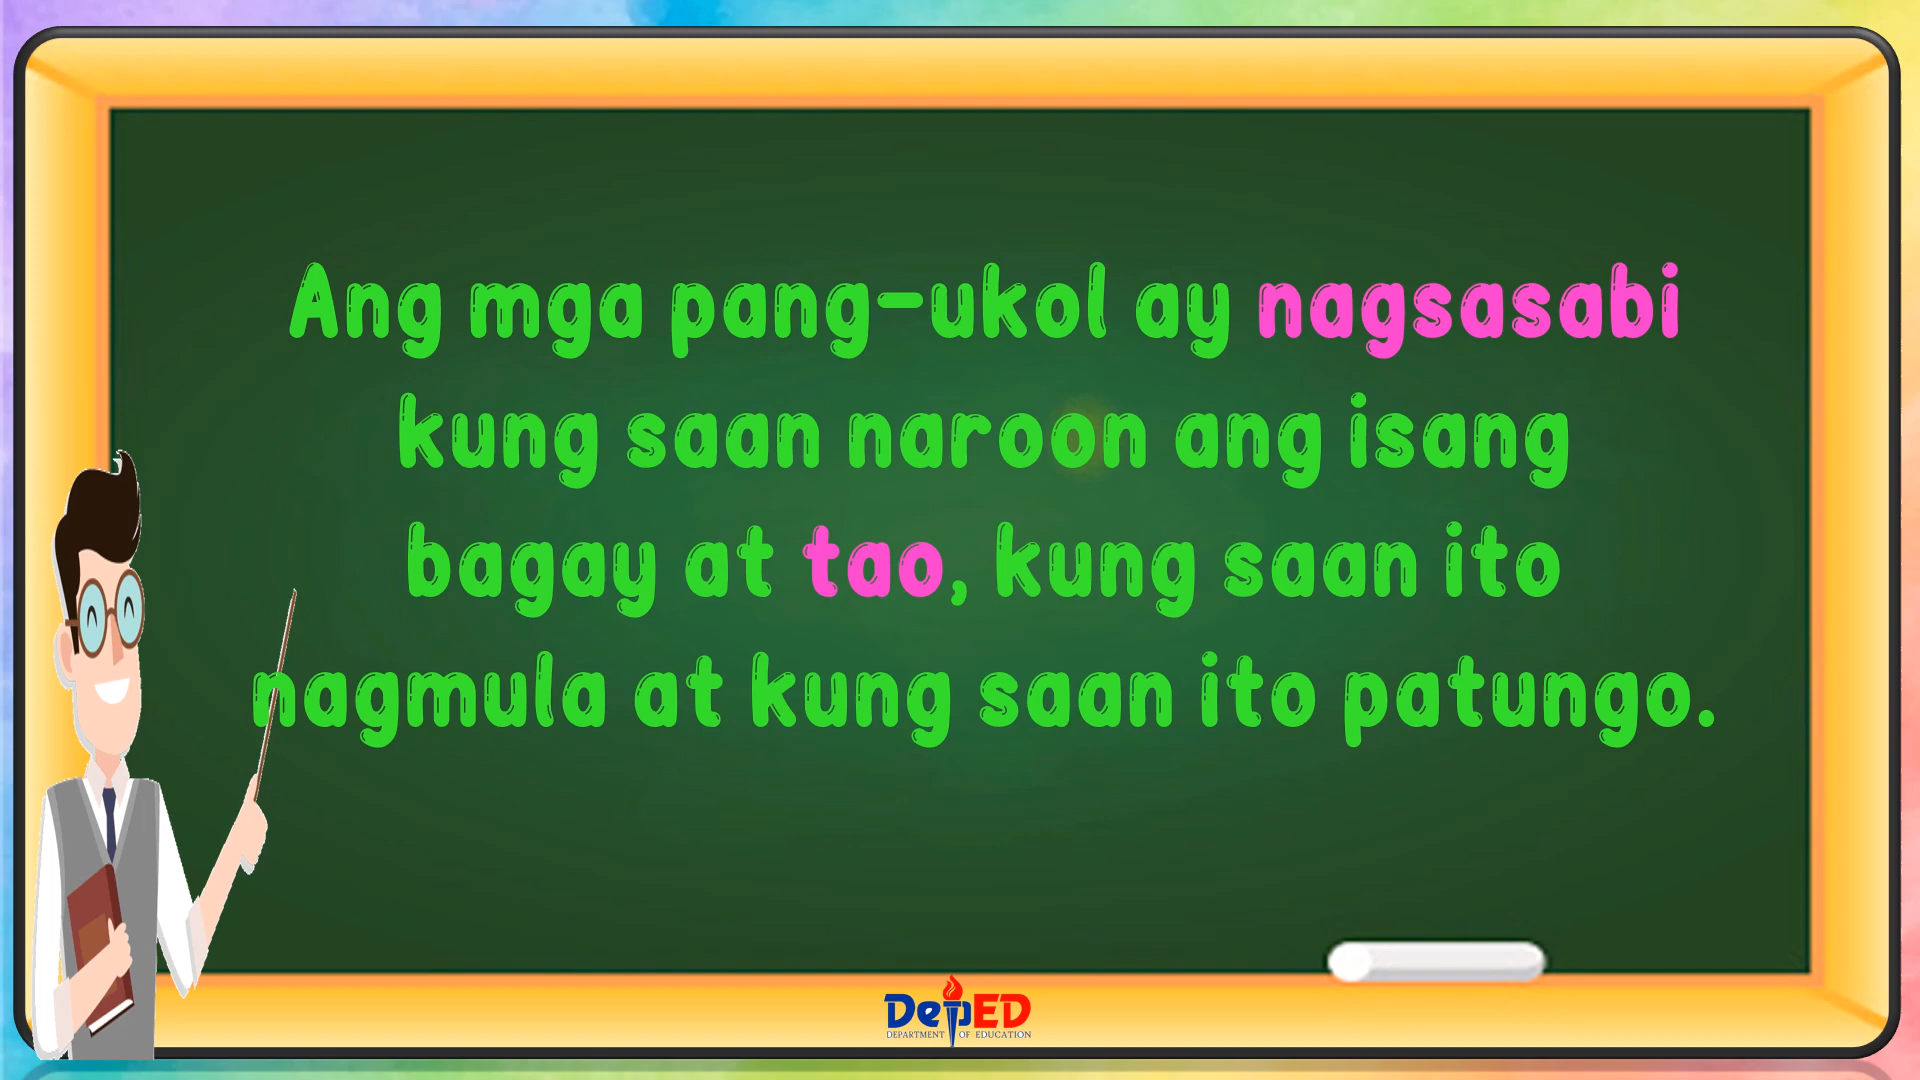 Ang mga pang-ukol ay nagsasabi
kung saan naroon ang isang
bagay at tao, kung saan ito
nagmula at kung saan ito patungo.
DepED
DEPARTMENT OF EDUCATION